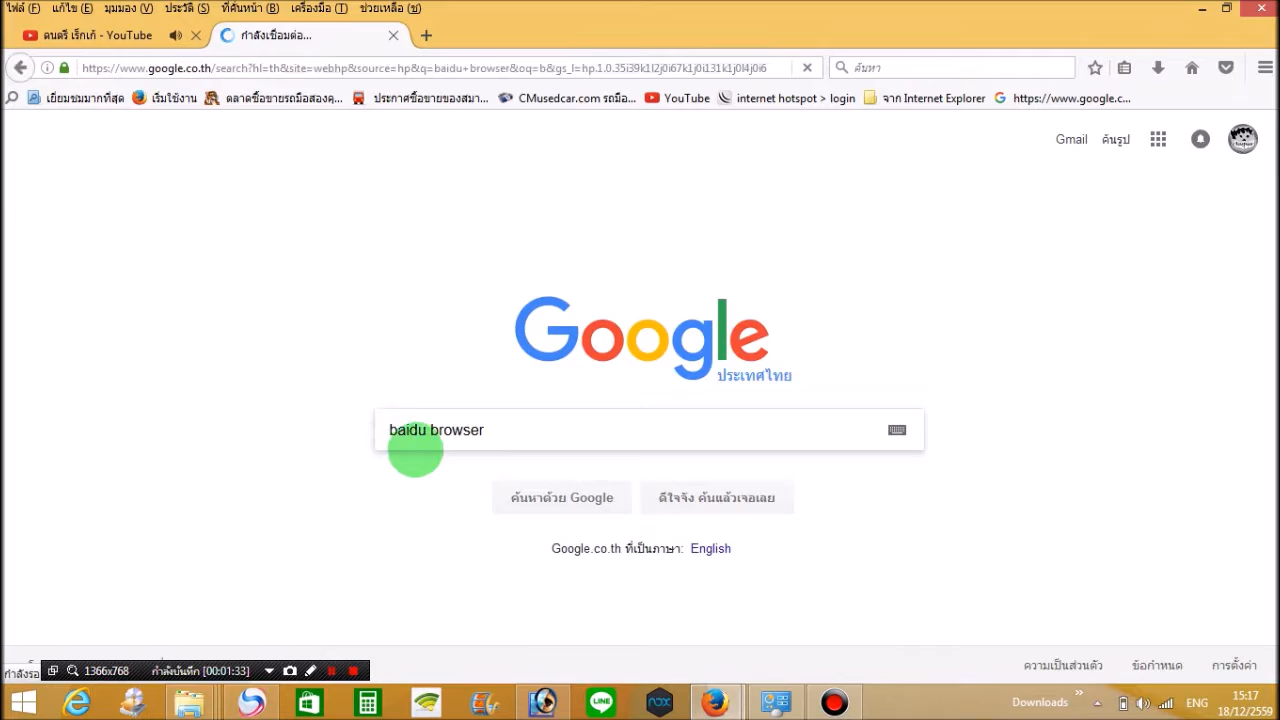 ไฟล์ (F) แก้ไข (E) มุมมอง (V) ประวัติ (S) ที่คั่นหน้า (B) เครื่องมือ (T) ช่วยเหลือ (ช)
ดนตรี เร็กเก้ - YouTube กำลังเชื่อมต่อ...
https://www.google.co.th/search?hl=th&site=webhp&source=hp&q=baidu+browser&oq=b&gs_l=hp.1.0.35i39k1l2j0i67k1j0i131k1j0l4j0i6 ค้นหา
เยี่ยมชมมากที่สุด เริ่มใช้งาน ตลาดซื้อขายรถมือสองคุ... ประกาศซื้อขายของสมา... CMusedcar.com รถมือ... YouTube internet hotspot > login จาก Internet Explorer https://www.google.c...
Gmail ค้นรูป
Google
ประเทศไทย
baidu browser
ค้นหาด้วย Google ดีใจจัง ค้นแล้วเจอเลย
Google.co.th ที่เป็นภาษา: English
ความเป็นส่วนตัว ข้อกำหนด การตั้งค่า
กำลังรอ 1366x768 กำลังบันทึก [00:01:33]
LINE nox Downloads ENG 15:17
18/12/2559